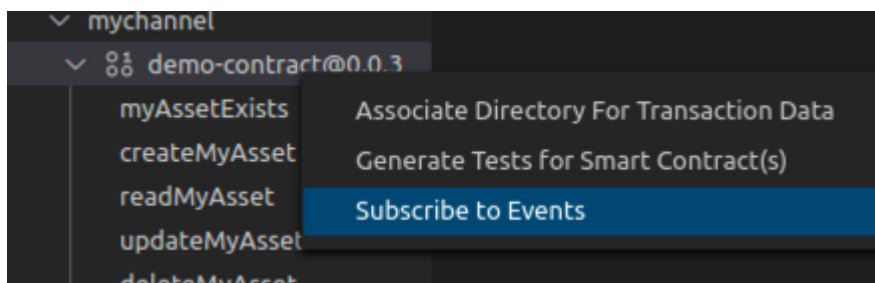 mychannel
demo-contract@0.0.3
myAssetExists
Associate Directory For Transaction Data
createMyAsset
Generate Tests for Smart Contract(s)
readMyAsset
Subscribe to Events
updateMyAsset
deleteMyAsset